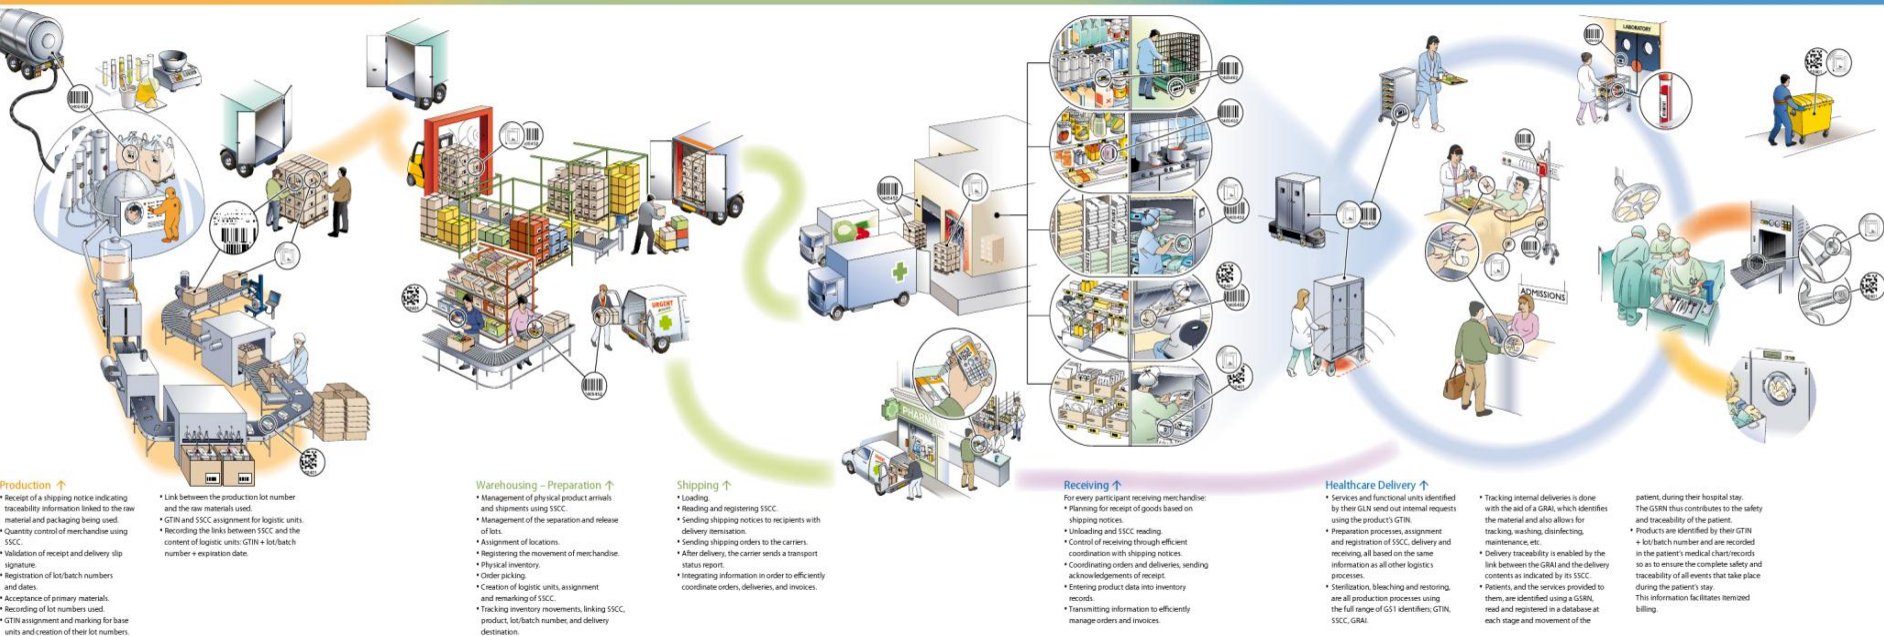 LABORATORY
ADMISSIONS
URGENT
PHARMA
Production ↑
• Receipt of a shipping notice indicating
traceability information linked to the raw
material and packaging being used.
• Quantity control of merchandise using
SSCC.
• Validation of receipt and delivery slip
signature.
• Registration of lot/batch numbers
and dates.
• Acceptance of primary materials.
• Recording of lot numbers used.
• GTIN assignment and marking for base
units and creation of their lot numbers.
• Link between the production lot number
and the raw materials used.
• GTIN and SSCC assignment for logistic units.
• Recording the links between SSCC and the
content of logistic units: GTIN + lot/batch
number + expiration date.
Warehousing – Preparation ↑
• Management of physical product arrivals
and shipments using SSCC.
• Management of the separation and release
of lots.
• Assignment of locations.
• Registering the movement of merchandise.
• Physical inventory.
• Order picking.
• Creation of logistic units, assignment
and remarking of SSCC.
• Tracking inventory movements, linking SSCC,
product, lot/batch number, and delivery
destination.
Shipping ↑
• Loading.
• Reading and registering SSCC.
• Sending shipping notices to recipients with
delivery itemisation.
• Sending shipping orders to the carriers.
• After delivery, the carrier sends a transport
status report.
• Integrating information in order to efficiently
coordinate orders, deliveries, and invoices.
Receiving ↑
For every participant receiving merchandise:
• Planning for receipt of goods based on
shipping notices.
• Unloading and SSCC reading.
• Control of receiving through efficient
coordination with shipping notices.
• Coordinating orders and deliveries, sending
acknowledgements of receipt.
• Entering product data into inventory
records.
• Transmitting information to efficiently
manage orders and invoices.
Healthcare Delivery ↑
• Services and functional units identified
by their GLN send out internal requests
using the product's GTIN.
• Preparation processes, assignment
and registration of SSCC, delivery and
receiving, all based on the same
information as all other logistics
processes.
• Sterilization, bleaching and restoring,
are all production processes using
the full range of GS1 identifiers; GTIN,
SSCC, GRAI.
• Tracking internal deliveries is done
with the aid of a GRAI, which identifies
the material and also allows for
tracking, washing, disinfecting,
maintenance, etc.
• Delivery traceability is enabled by the
link between the GRAI and the delivery
contents as indicated by its SSCC.
• Patients, and the services provided to
them, are identified using a GSRN,
read and registered in a database at
each stage and movement of the
patient, during their hospital stay.
The GSRN thus contributes to the safety
and traceability of the patient.
• Products are identified by their GTIN
+ lot/batch number and are recorded
in the patient's medical chart/records
so as to ensure the complete safety and
traceability of all events that take place
during the patient's stay.
This information facilitates itemized
billing.